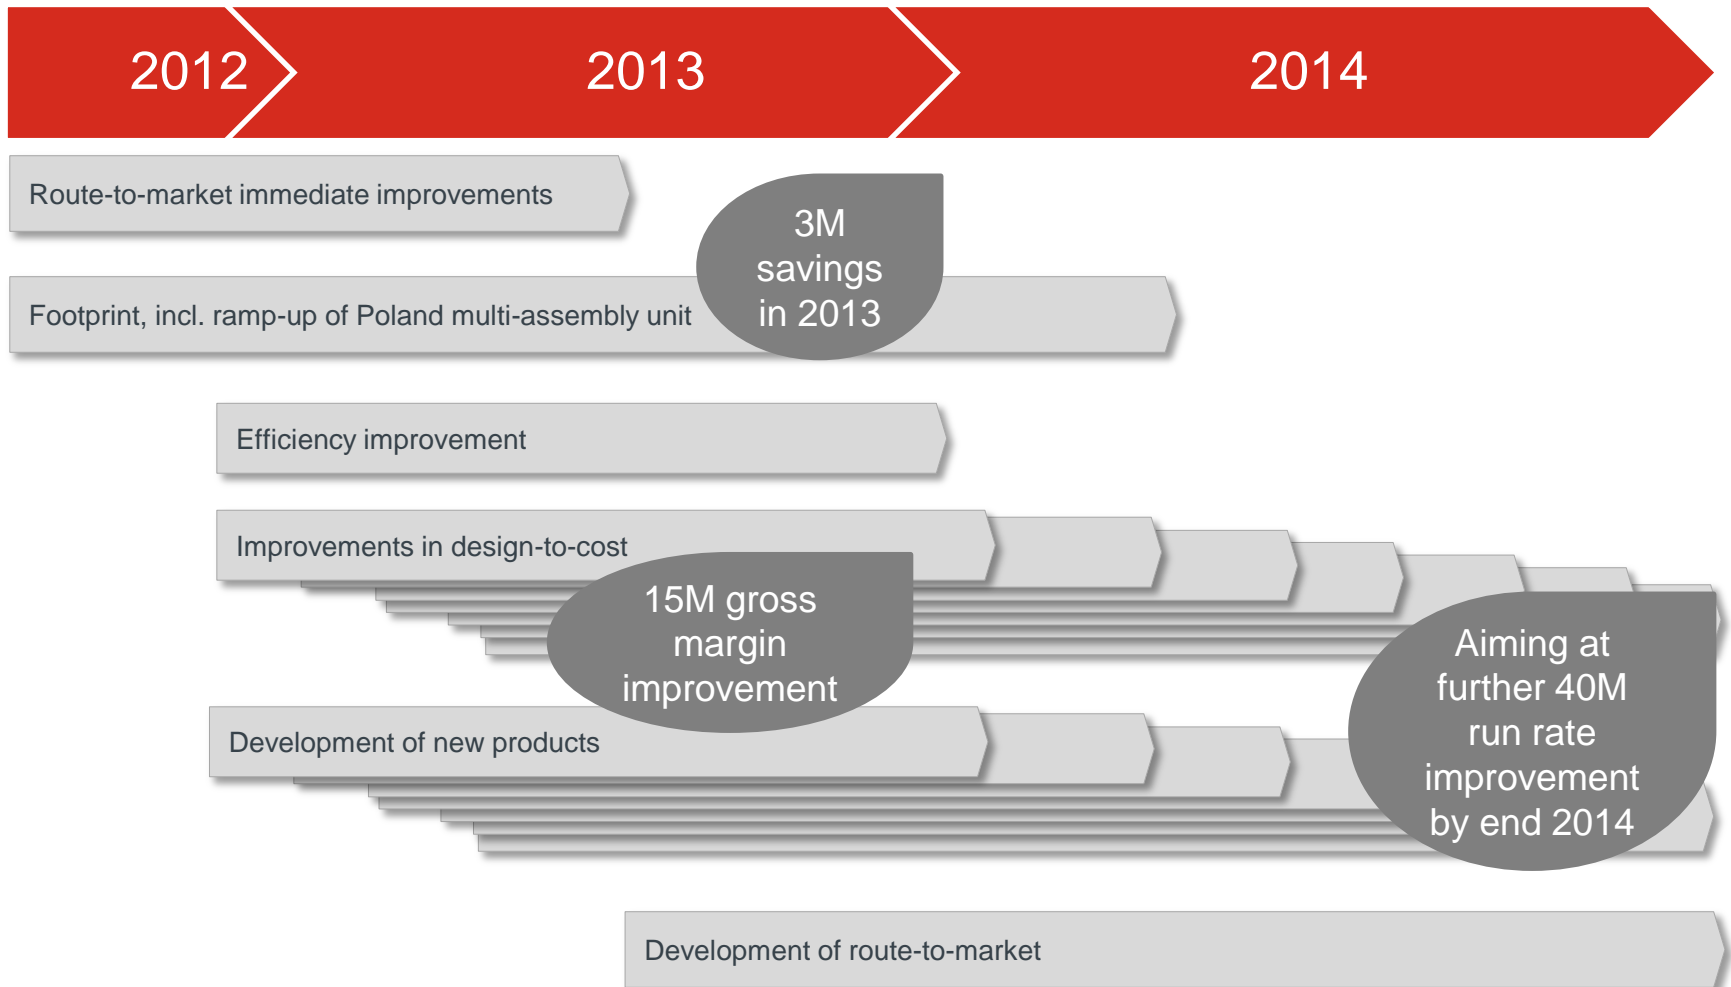 2012
2013
2014
Route-to-market immediate improvements
3M
savings
in 2013
Footprint, incl. ramp-up of Poland multi-assembly unit
Efficiency improvement
Improvements in design-to-cost
15M gross
margin
improvement
Aiming at
further 40M
run rate
improvement
by end 2014
Development of new products
Development of route-to-market